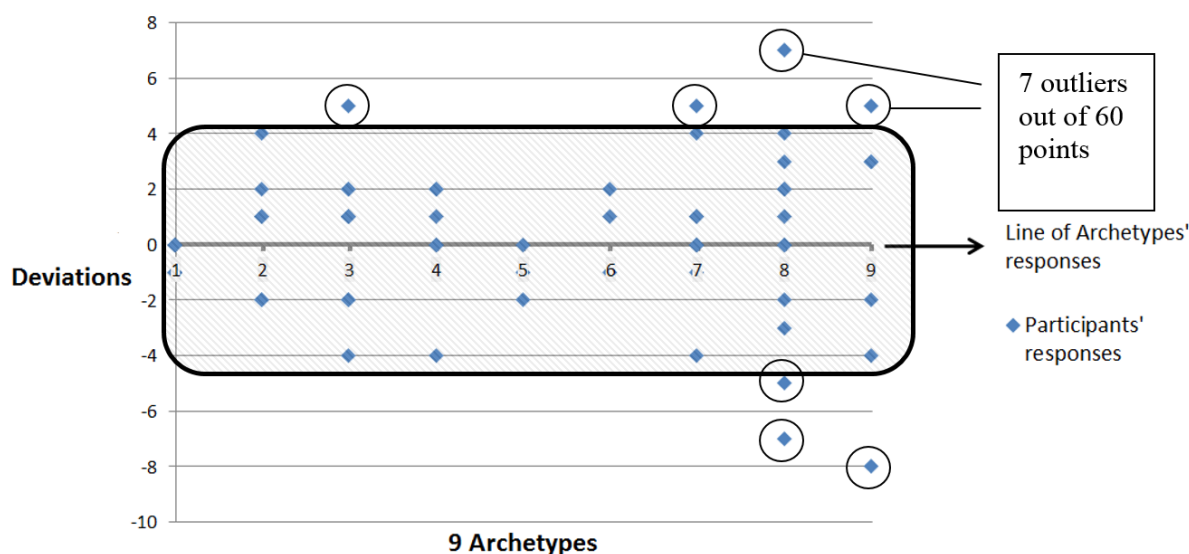 8
6
4
2
0
-2
-4
-6
-8
-10
Deviations
1 2 3 4 5 6 7 8 9
9 Archetypes
7 outliers
out of 60
points
Line of Archetypes'
responses
Participants'
responses